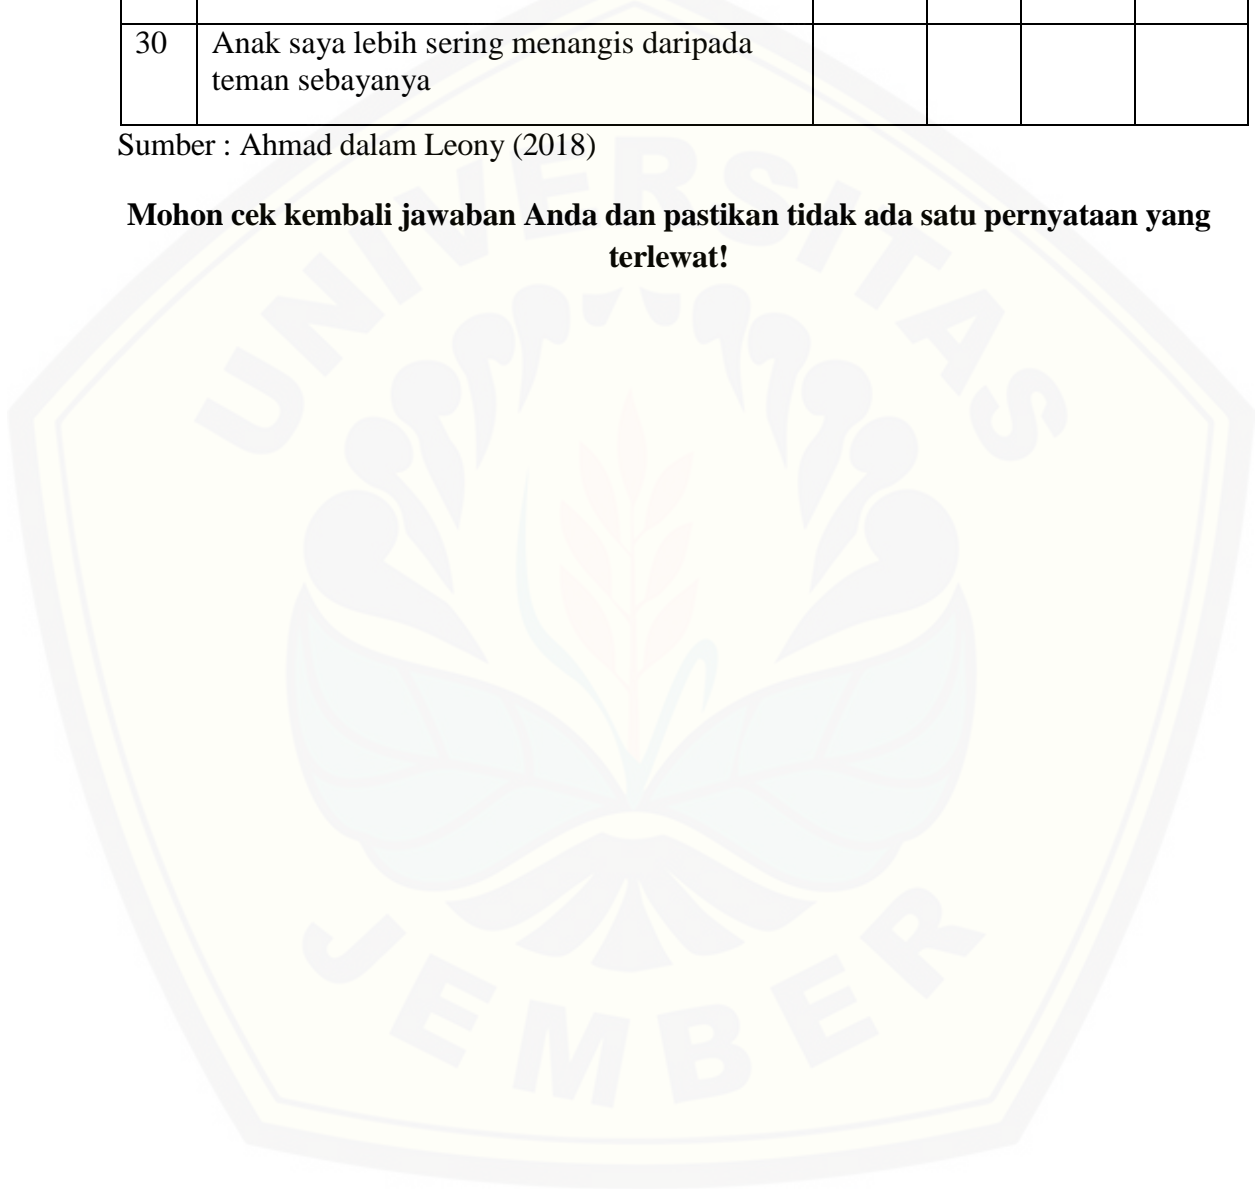 30 Anak saya lebih sering menangis daripada
teman sebayanya
Sumber : Ahmad dalam Leony (2018)
Mohon cek kembali jawaban Anda dan pastikan tidak ada satu pernyataan yang
terlewat!
UNIVERSITAS
JEMBER